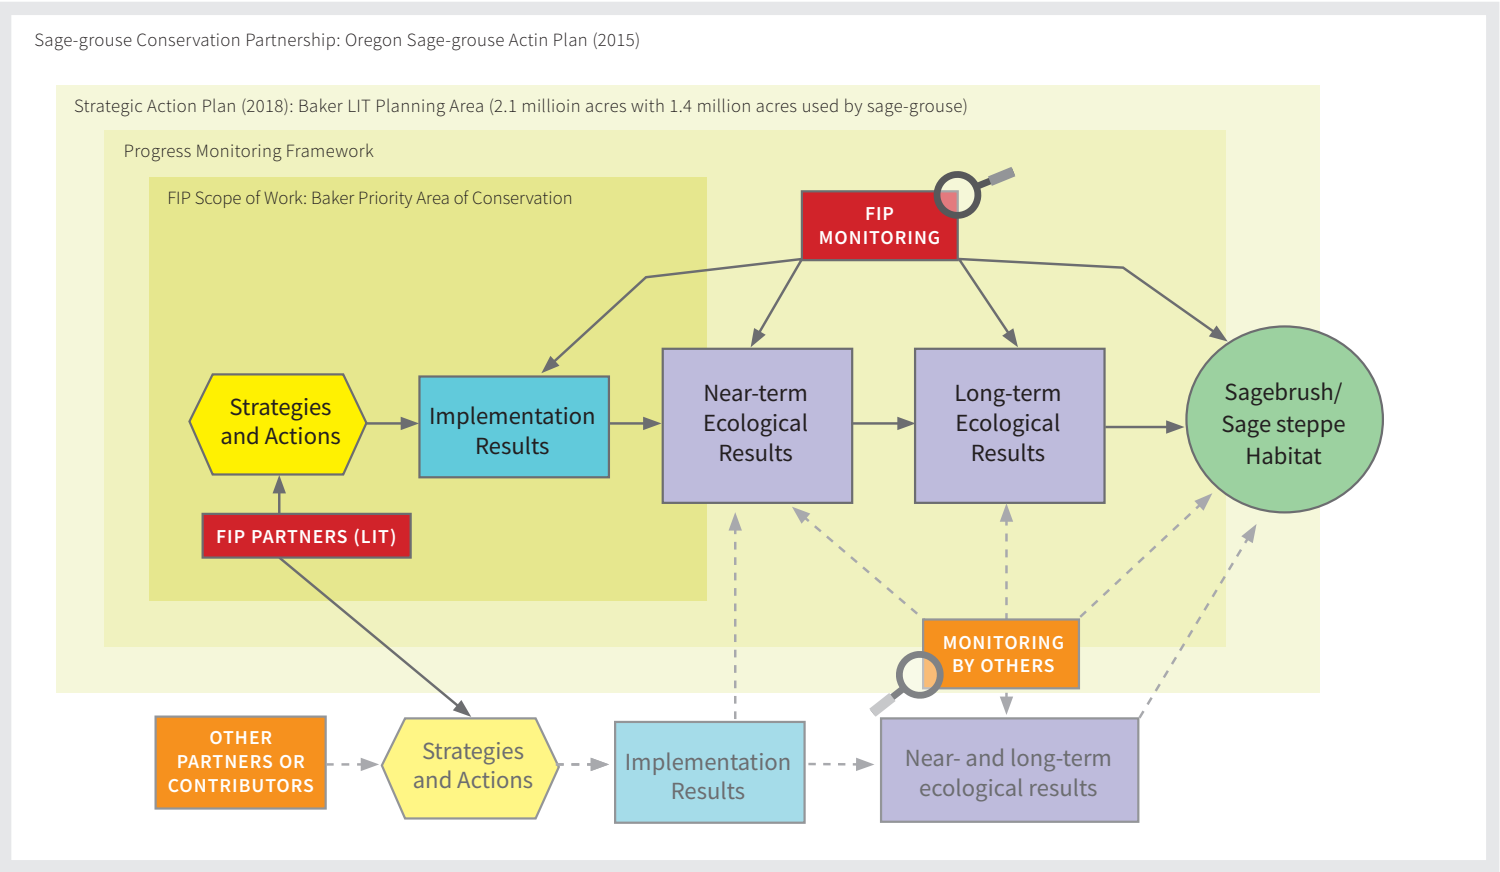 Sage-grouse Conservation Partnership: Oregon Sage-grouse Actin Plan (2015)
Strategic Action Plan (2018): Baker LIT Planning Area (2.1 millioin acres with 1.4 million acres used by sage-grouse)
Progress Monitoring Framework
FIP Scope of Work: Baker Priority Area of Conservation
FIP
MONITORING
Strategies
and Actions
Implementation
Results
Near-term
Ecological
Results
Long-term
Ecological
Results
Sagebrush/
Sage steppe
Habitat
FIP PARTNERS (LIT)
MONITORING
BY OTHERS
OTHER
PARTNERS OR
CONTRIBUTORS
Strategies
and Actions
Implementation
Results
Near- and long-term
ecological results